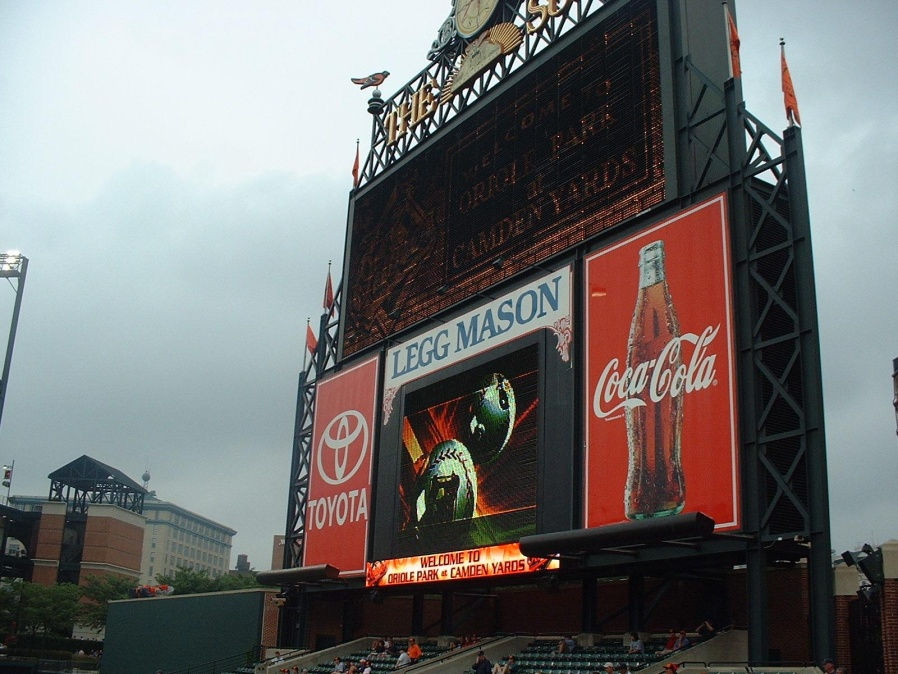 THE
WELCOME TO
ORIOLE PARK
at
CAMDEN YARDS
LEGG MASON
Coca-Cola
TOYOTA
WELCOME TO
ORIOLE PARK at CAMDEN YARDS